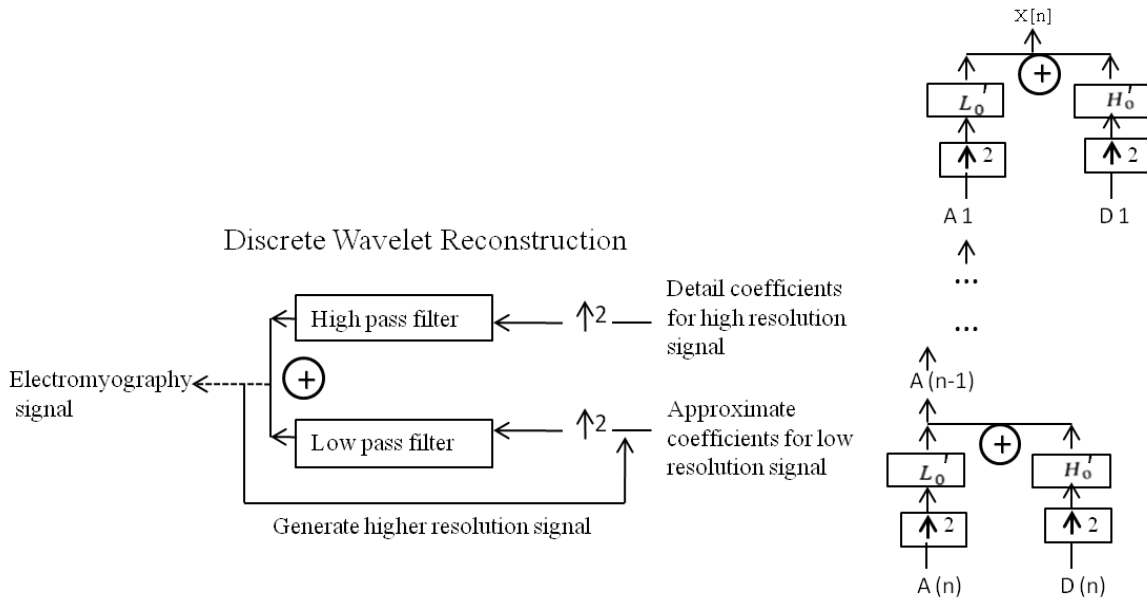 Discrete Wavelet Reconstruction
High pass filter
↑2
Detail coefficients
for high resolution
signal
Electromyography
signal
+
Low pass filter
↑2
Approximate
coefficients for low
resolution signal
Generate higher resolution signal
X[n]
+
L₀' H₀'
↑ 2 ↑ 2
A 1 D 1
...
...
A (n-1)
+
L₀' H₀'
↑ 2 ↑ 2
A (n) D (n)